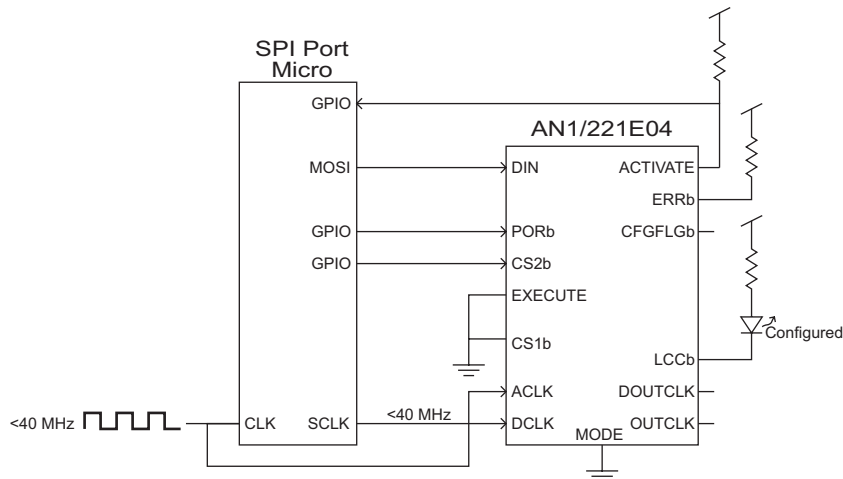 SPI Port
Micro
GPIO
AN1/221E04
MOSI
DIN
ACTIVATE
ERRb
GPIO
PORb
CFGFLGb
GPIO
CS2b
EXECUTE
CS1b
Configured
LCCb
ACLK
DOUTCLK
<40 MHz
CLK
SCLK
<40 MHz
DCLK
OUTCLK
MODE